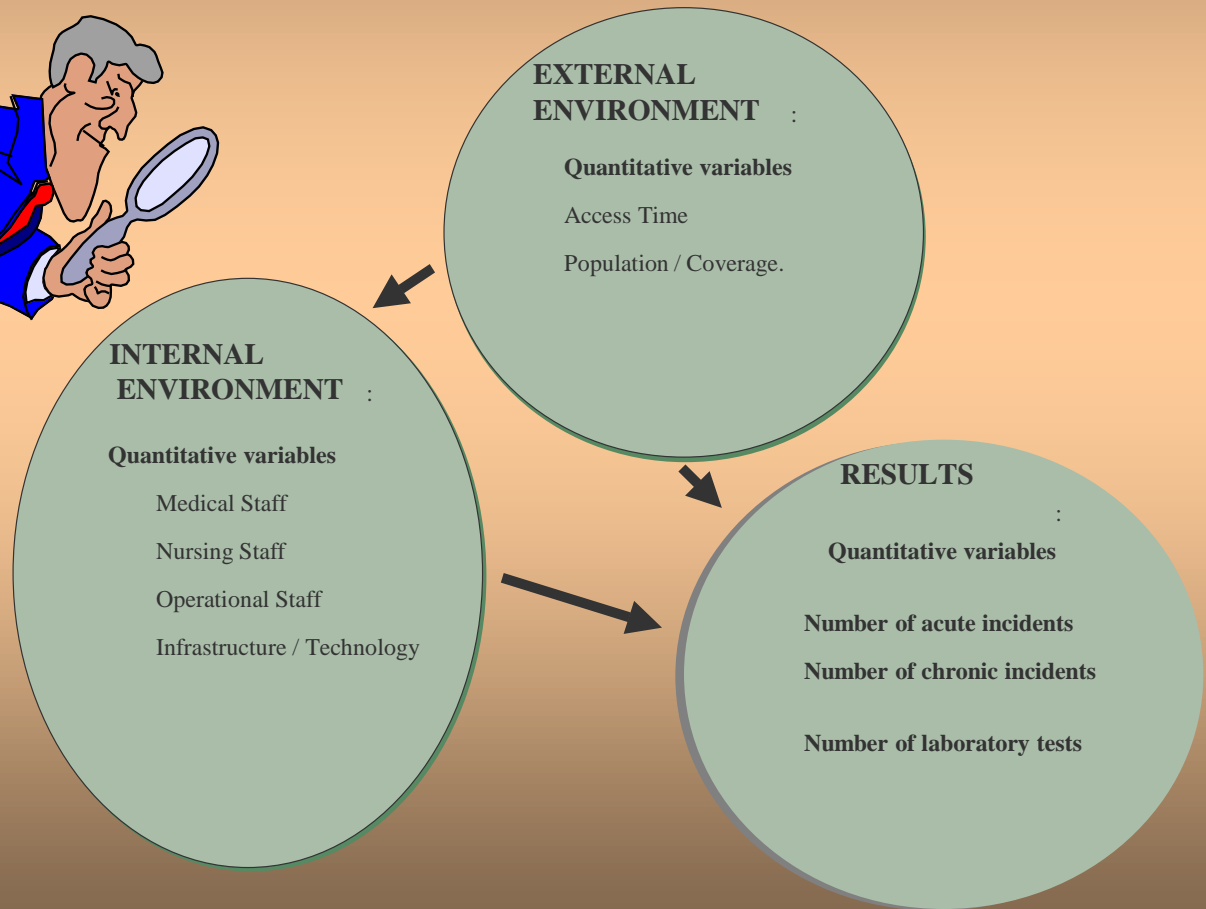 EXTERNAL
ENVIRONMENT :
Quantitative variables
Access Time
Population / Coverage.
INTERNAL
ENVIRONMENT :
Quantitative variables
Medical Staff
Nursing Staff
Operational Staff
Infrastructure / Technology
RESULTS
:
Quantitative variables
Number of acute incidents
Number of chronic incidents
Number of laboratory tests